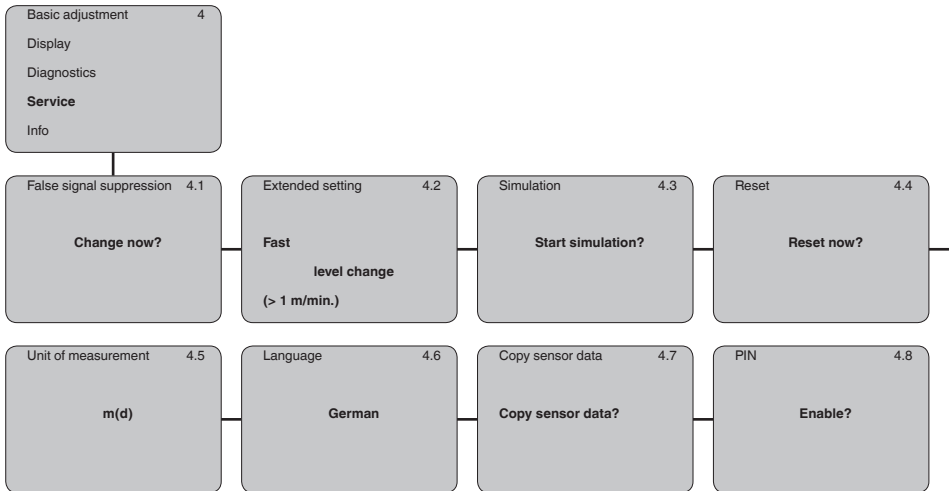 Basic adjustment 4
Display
Diagnostics
Service
Info
False signal suppression 4.1
Change now?
Extended setting 4.2
Fast
level change
(> 1 m/min.)
Simulation 4.3
Start simulation?
Reset 4.4
Reset now?
Unit of measurement 4.5
m(d)
Language 4.6
German
Copy sensor data 4.7
Copy sensor data?
PIN 4.8
Enable?